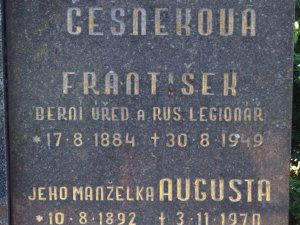 ČESNEKOVÁ
FRANTIŠEK
BERNÍ ÚŘED. A RUS. LEGIONÁŘ
*17·8·1884 †30·8·1949
JEHO MANŽELKA AUGUSTA
*10·8·1892 †3·11·1970